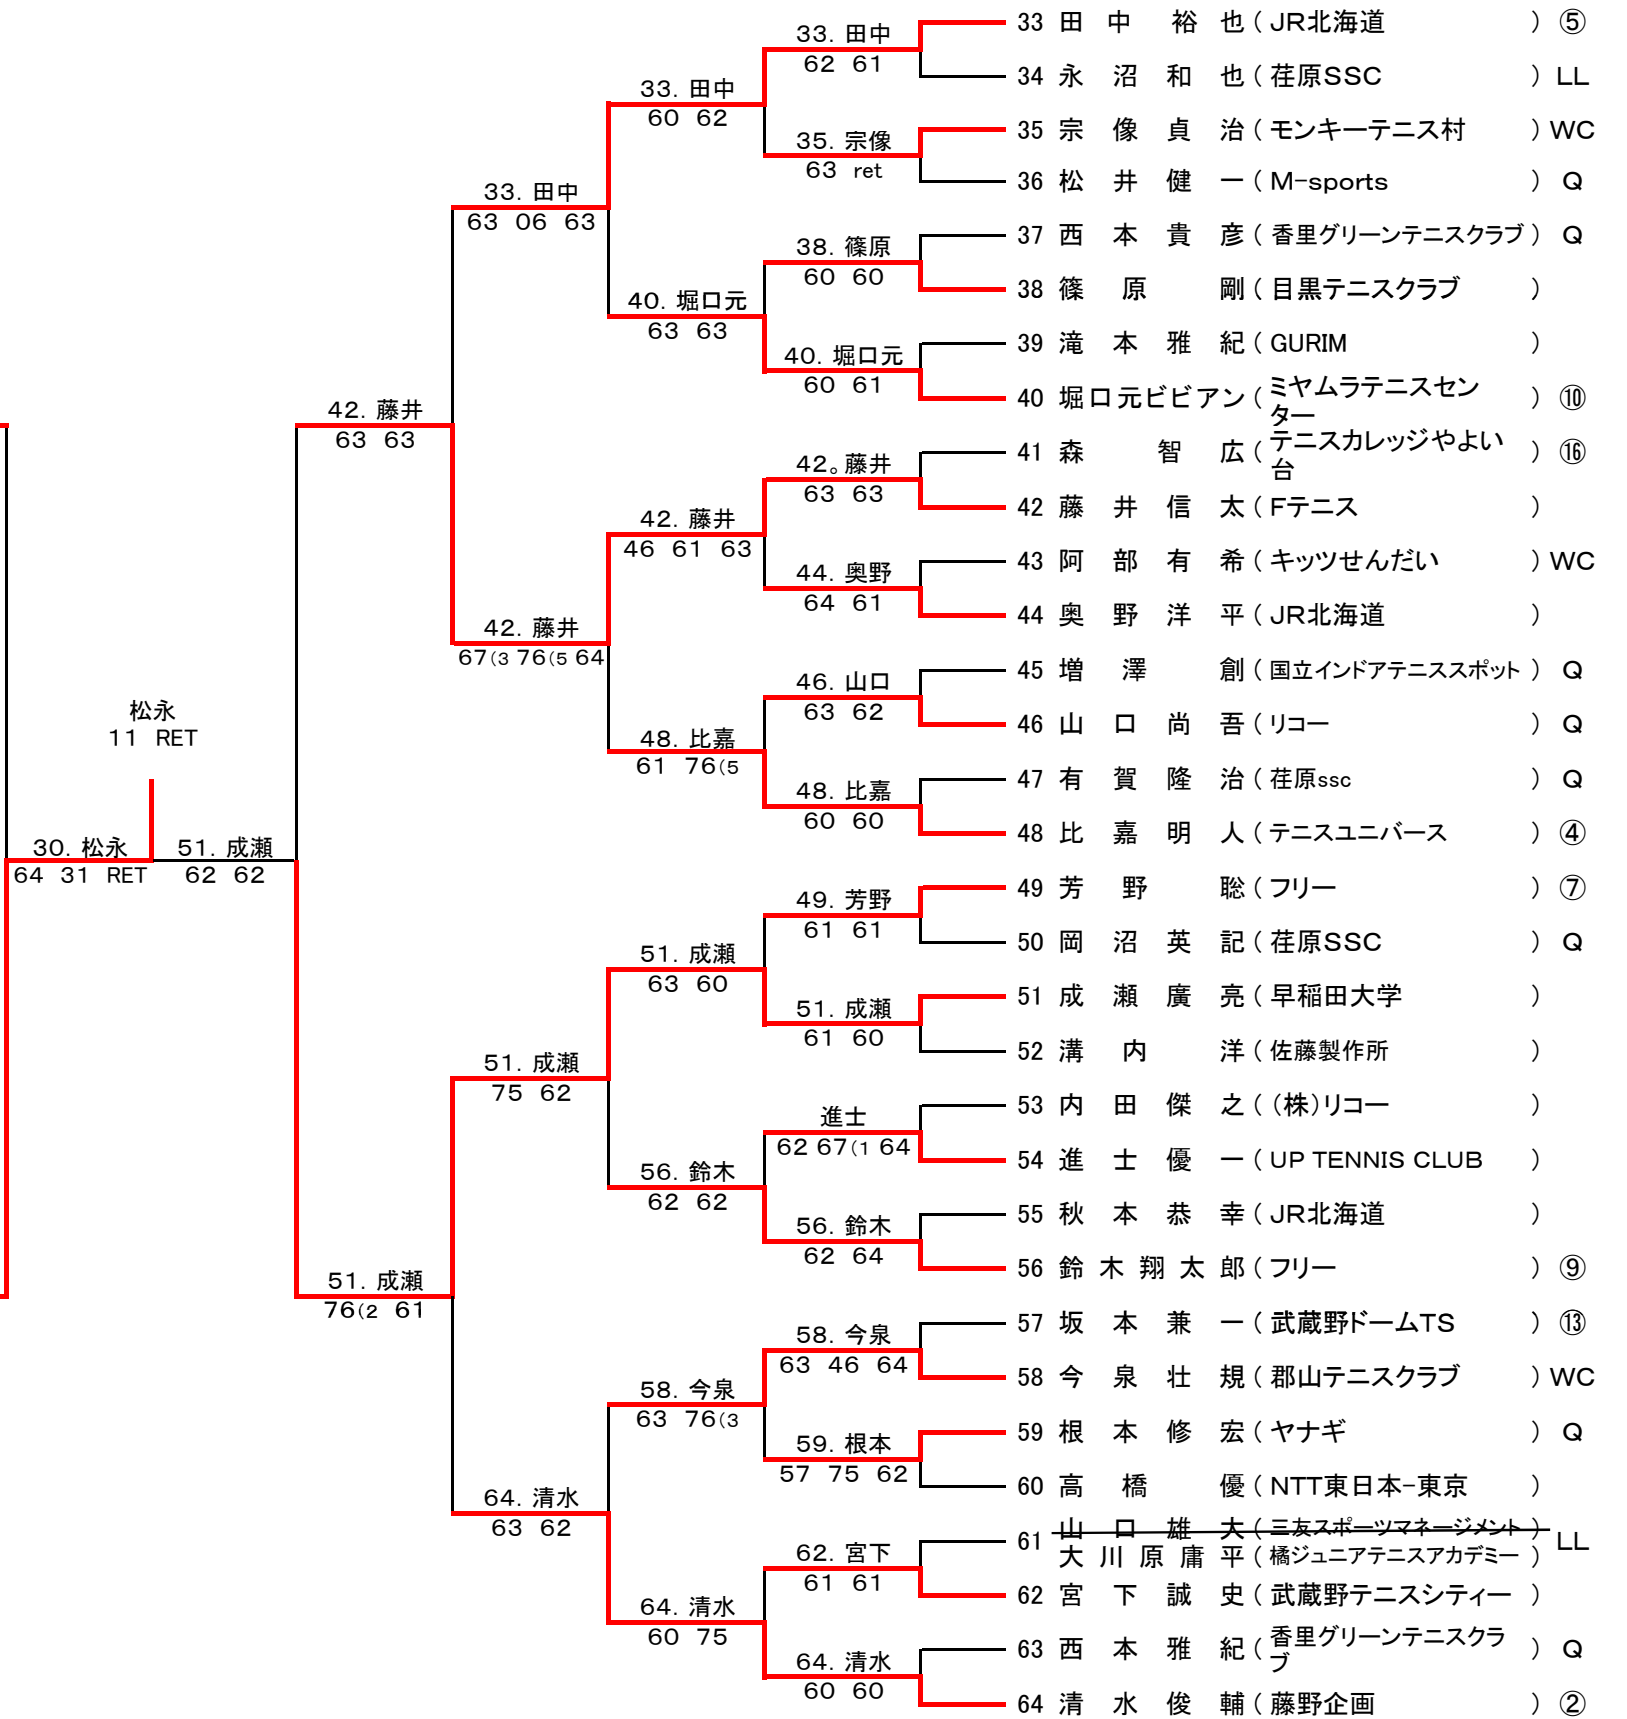 33 田中 裕也 ( JR北海道 ) ⑤
34 永沼和也 ( 荏原SSC ) LL
35 宗像貞治 ( モンキーテニス村 ) WC
36 松井健一 ( M-sports ) Q
37 西本貴彦 ( 香里グリーンテニスクラブ ) Q
38 篠原 剛 ( 目黒テニスクラブ )
39 滝本雅紀 ( GURIM )
40 堀口元ビビアン ( ミヤムラテニスセン
ター ) ⑩
41 森 智広 ( テニスカレッジやよい
台 ) ⑯
42 藤井信太 ( Fテニス )
43 阿部有希 ( キッツせんだい ) WC
44 奥野洋平 ( JR北海道 )
45 増澤 創 ( 国立インドアテニススポット ) Q
46 山口尚吾 ( リコー ) Q
47 有賀隆治 ( 荏原ssc ) Q
48 比嘉明人 ( テニスユニバース ) ④
49 芳野 聡 ( フリー ) ⑦
50 岡沼英記 ( 荏原SSC ) Q
51 成瀬廣亮 ( 早稲田大学 )
52 溝内 洋 ( 佐藤製作所 )
53 内田傑之 ( (株)リコー )
54 進士優一 ( UP TENNIS CLUB )
55 秋本恭幸 ( JR北海道 )
56 鈴木翔太郎 ( フリー ) ⑨
57 坂本兼一 ( 武蔵野ドームTS ) ⑬
58 今泉壮規 ( 郡山テニスクラブ ) WC
59 根本修宏 ( ヤナギ ) Q
60 高橋 優 ( NTT東日本-東京 )
61 山口雄大 ( 三友スポーツマネージメント )
大川原庸平 ( 橘ジュニアテニスアカデミー ) LL
62 宮下誠史 ( 武蔵野テニスシティー )
63 西本雅紀 ( 香里グリーンテニスクラ
ブ ) Q
64 清水俊輔 ( 藤野企画 ) ②
33. 田中
62 61
35. 宗像
63 ret
38. 篠原
60 60
40. 堀口元
60 61
42。藤井
63 63
44. 奥野
64 61
46. 山口
63 62
48. 比嘉
60 60
49. 芳野
61 61
51. 成瀬
61 60
進士
62 67(1 64
56. 鈴木
62 64
58. 今泉
63 46 64
59. 根本
57 75 62
62. 宮下
61 61
64. 清水
60 60
33. 田中
60 62
40. 堀口元
63 63
42. 藤井
46 61 63
48. 比嘉
61 76(5
51. 成瀬
63 60
56. 鈴木
62 62
58. 今泉
63 76(3
64. 清水
60 75
33. 田中
63 06 63
42. 藤井
67(3 76(5 64
51. 成瀬
75 62
64. 清水
63 62
42. 藤井
63 63
51. 成瀬
76(2 61
51. 成瀬
62 62
30. 松永
64 31 RET
松永
11 RET